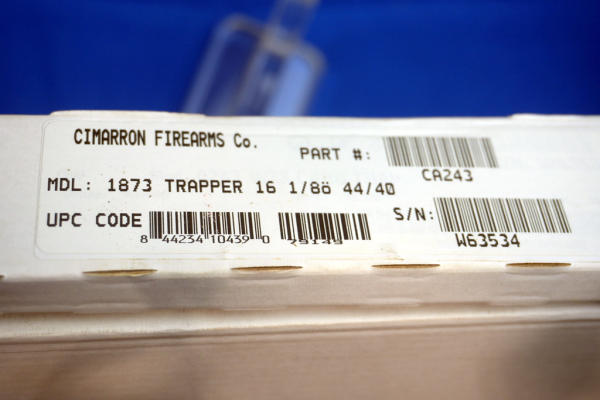 CIMARRON FIREARMS Co.
PART #:
CA243
MDL: 1873 TRAPPER 16 1/8ö 44/40
UPC CODE
8 44234 10439 0
S/N:
W63534